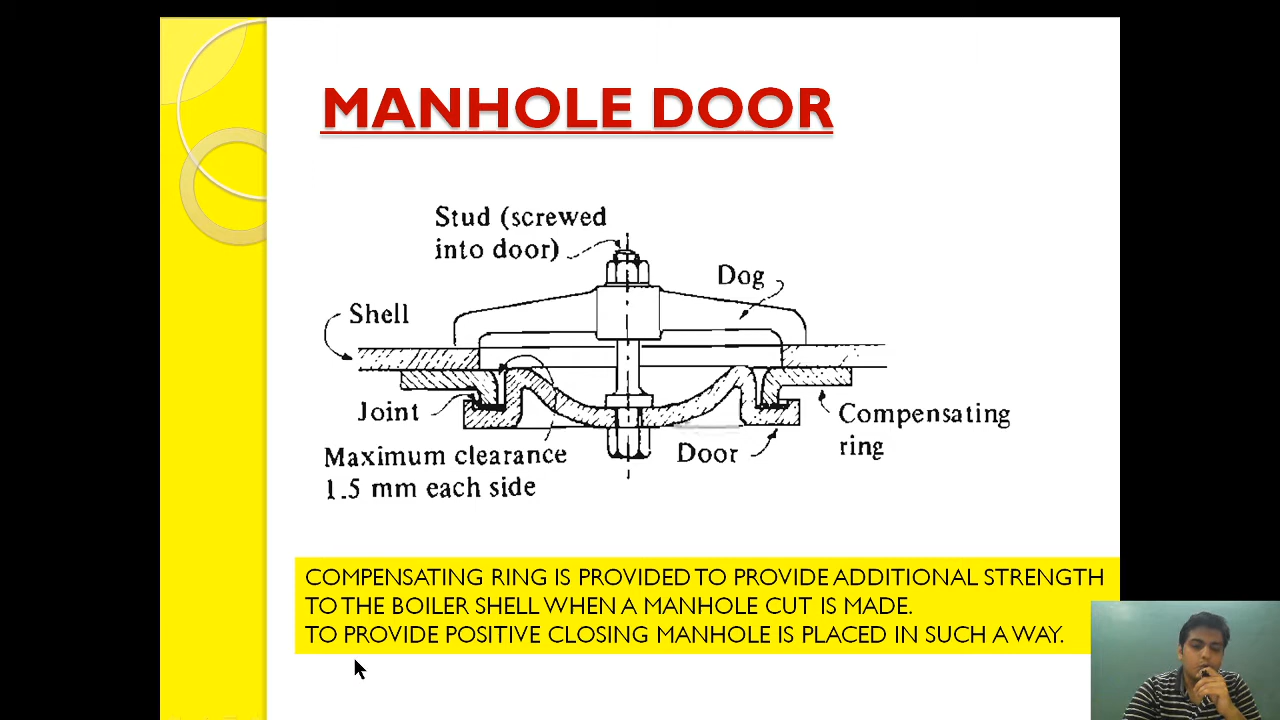 MANHOLE DOOR
Stud (screwed
into door)
Dog
Shell
Joint
Compensating
ring
Maximum clearance
1.5 mm each side
Door
COMPENSATING RING IS PROVIDED TO PROVIDE ADDITIONAL STRENGTH
TO THE BOILER SHELL WHEN A MANHOLE CUT IS MADE.
TO PROVIDE POSITIVE CLOSING MANHOLE IS PLACED IN SUCH A WAY.